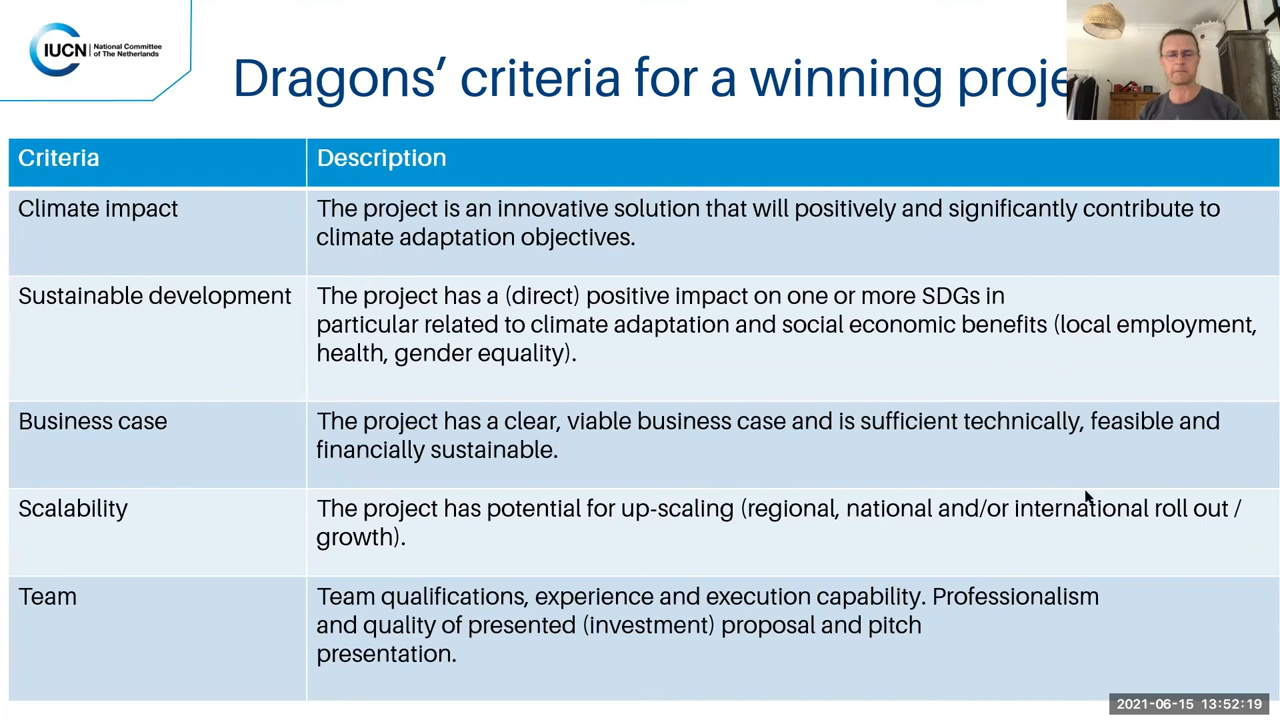 IUCN
National Committee
of The Netherlands
Dragons' criteria for a winning proje
Criteria
Description
Climate impact
The project is an innovative solution that will positively and significantly contribute to
climate adaptation objectives.
Sustainable development
The project has a (direct) positive impact on one or more SDGs in
particular related to climate adaptation and social economic benefits (local employment,
health, gender equality).
Business case
The project has a clear, viable business case and is sufficient technically, feasible and
financially sustainable.
Scalability
The project has potential for up-scaling (regional, national and/or international roll out /
growth).
Team
Team qualifications, experience and execution capability. Professionalism
and quality of presented (investment) proposal and pitch
presentation.
2021-06-15 13:52:19